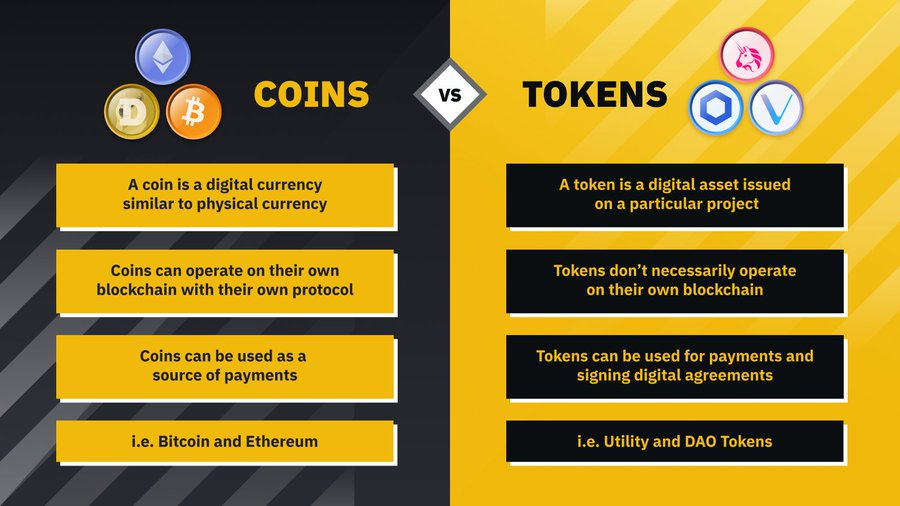 COINS
VS
TOKENS
A coin is a digital currency
similar to physical currency
Coins can operate on their own
blockchain with their own protocol
Coins can be used as a
source of payments
i.e. Bitcoin and Ethereum
A token is a digital asset issued
on a particular project
Tokens don’t necessarily operate
on their own blockchain
Tokens can be used for payments and
signing digital agreements
i.e. Utility and DAO Tokens